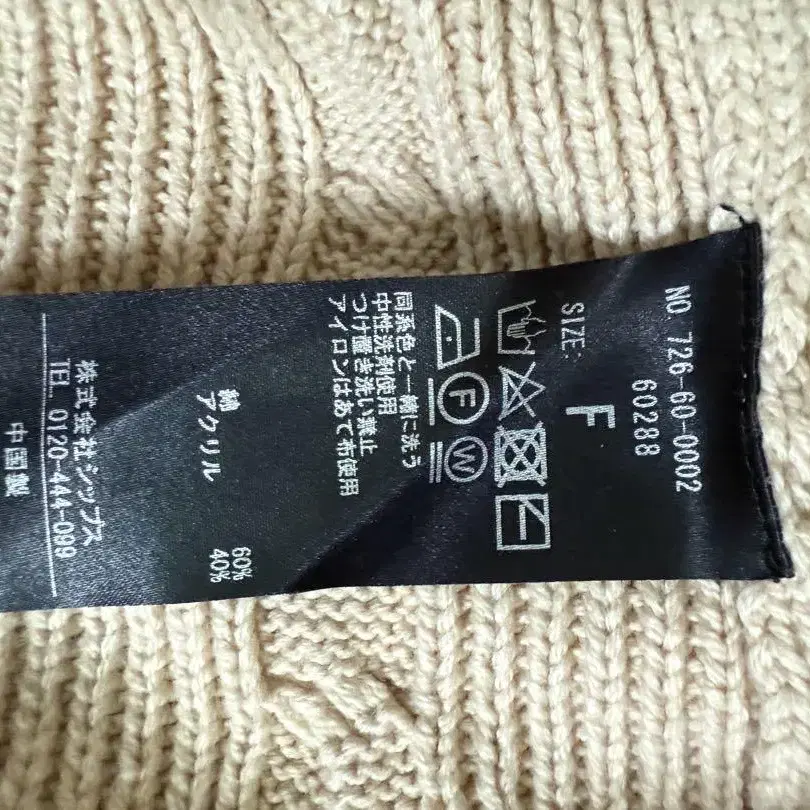 NO 726-60-0002
60288
SIZE: F
F
W
同系色と一緒に洗う
中性洗剤使用
つけ置き洗い禁止
アイロンはあて布使用
綿 60%
アクリル 40%
株式会社シップス
TEL. 0120-444-099
中国製